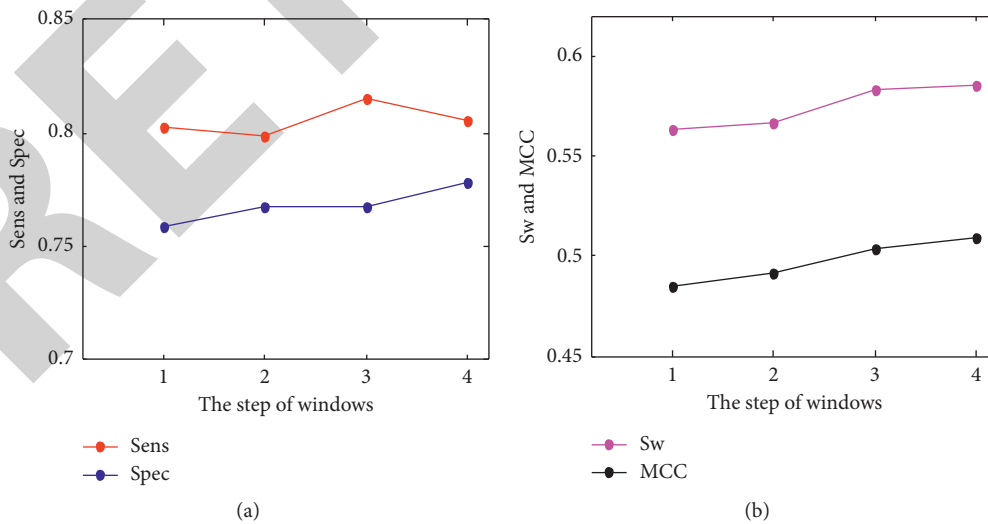 0.85
0.8
0.75
0.7
Sens and Spec
1 2 3 4
The step of windows
Sens
Spec
(a)
0.6
0.55
0.5
0.45
Sw and MCC
1 2 3 4
The step of windows
Sw
MCC
(b)